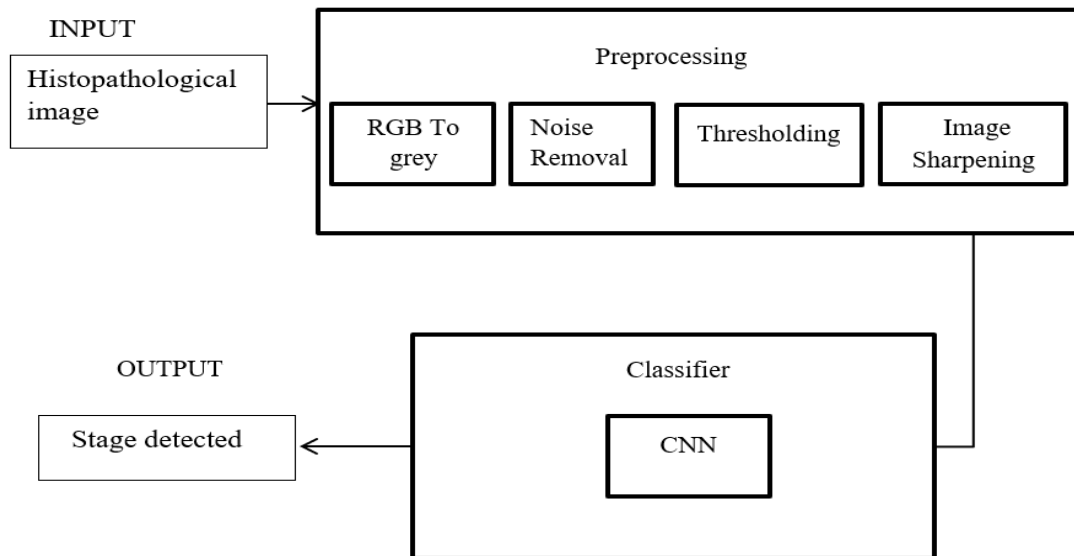 INPUT
Histopathological
image
Preprocessing
RGB To
grey
Noise
Removal
Thresholding
Image
Sharpening
OUTPUT
Stage detected
Classifier
CNN